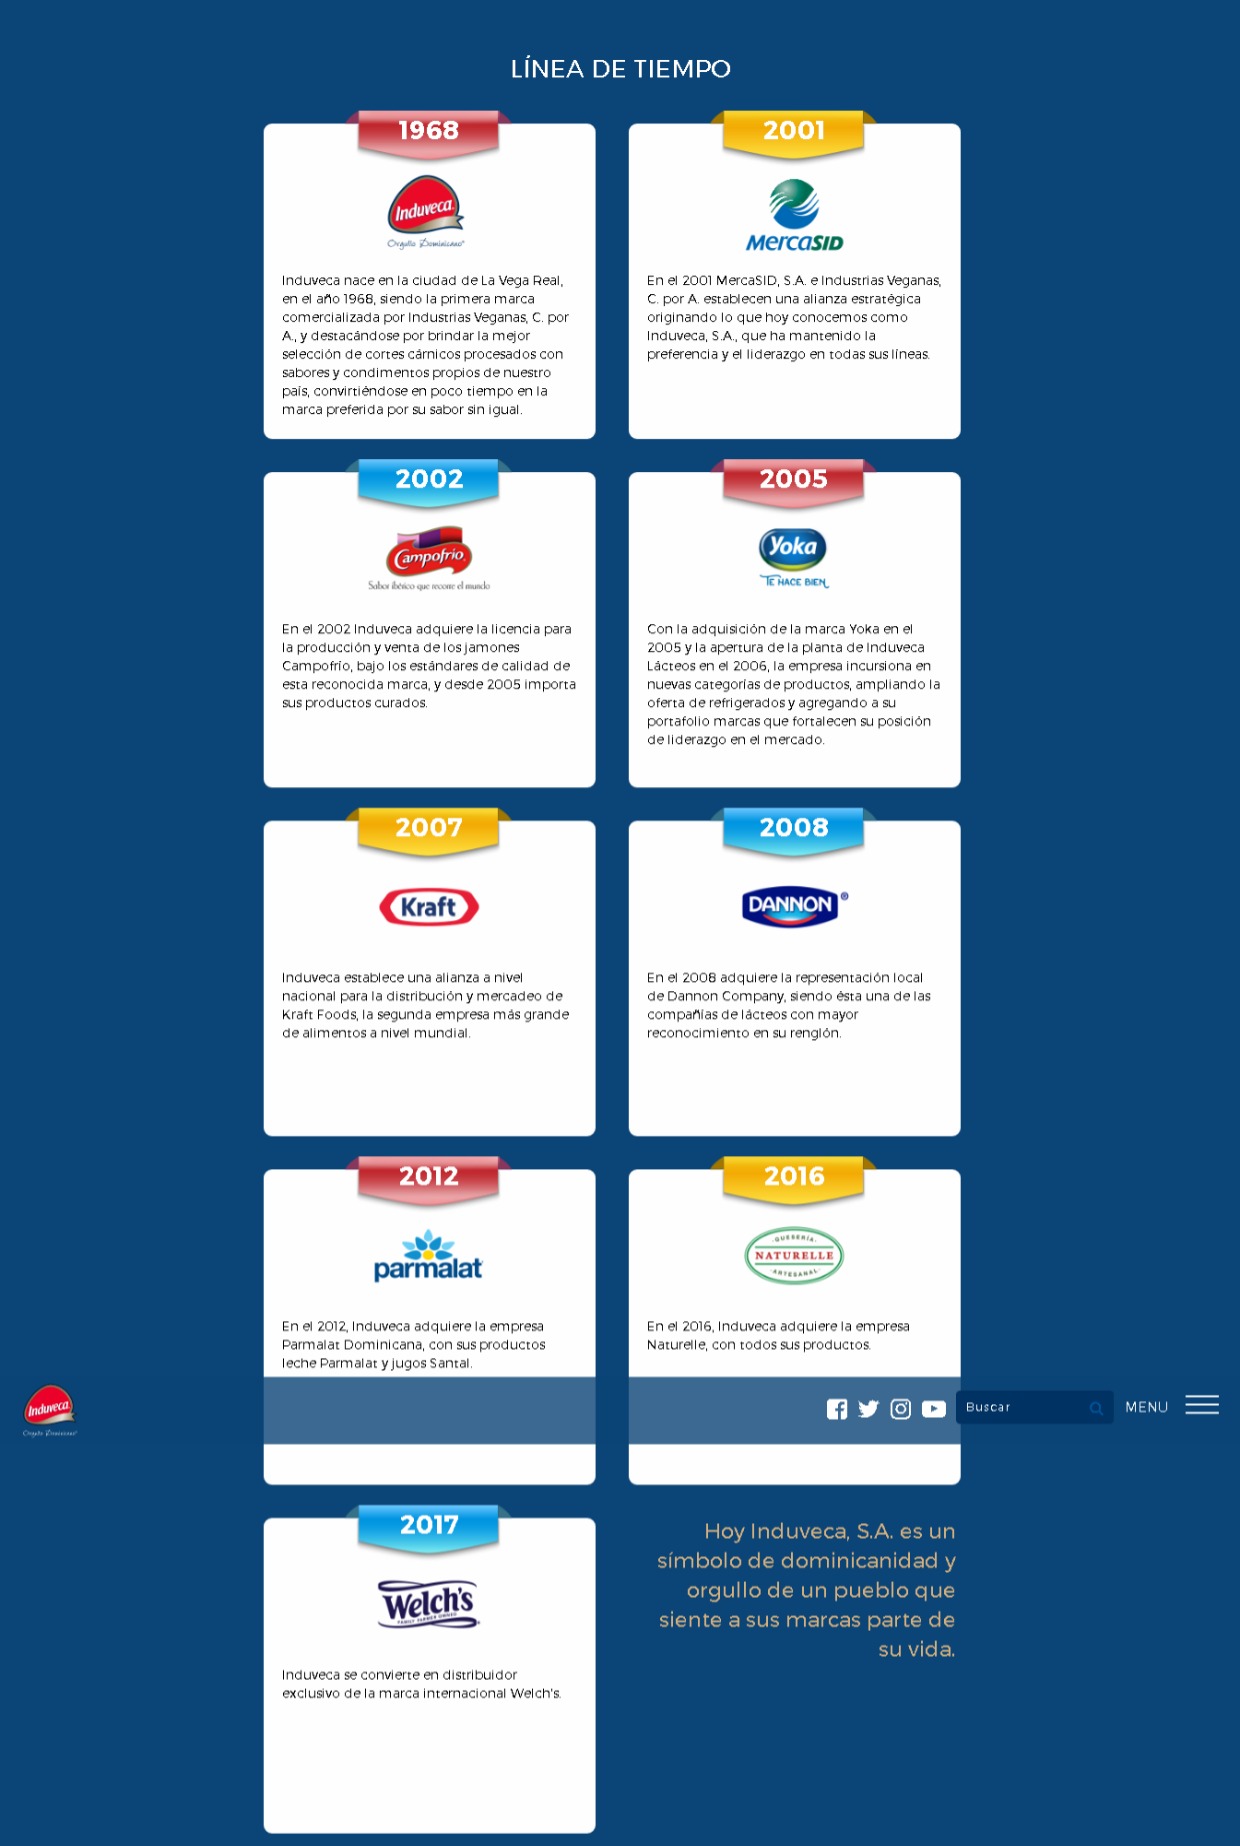 LÍNEA DE TIEMPO
1968
Induveca
Orgullo Dominicano
Induveca nace en la ciudad de La Vega Real,
en el año 1968, siendo la primera marca
comercializada por Industrias Veganas, C. por
A., y destacándose por brindar la mejor
selección de cortes cárnicos procesados con
sabores y condimentos propios de nuestro
país, convirtiéndose en poco tiempo en la
marca preferida por su sabor sin igual.
2001
MercaSID
En el 2001 MercaSID, S.A. e Industrias Veganas,
C. por A. establecen una alianza estratégica
originando lo que hoy conocemos como
Induveca, S.A., que ha mantenido la
preferencia y el liderazgo en todas sus líneas.
2002
Campofrio
Sabor ibérico que recorre el mundo
En el 2002 Induveca adquiere la licencia para
la producción y venta de los jamones
Campofrío, bajo los estándares de calidad de
esta reconocida marca, y desde 2005 importa
sus productos curados.
2005
Yoka
TE HACE BIEN
Con la adquisición de la marca Yoka en el
2005 y la apertura de la planta de Induveca
Lácteos en el 2006, la empresa incursiona en
nuevas categorías de productos, ampliando la
oferta de refrigerados y agregando a su
portafolio marcas que fortalecen su posición
de liderazgo en el mercado.
2007
Kraft
Induveca establece una alianza a nivel
nacional para la distribución y mercadeo de
Kraft Foods, la segunda empresa más grande
de alimentos a nivel mundial.
2008
DANNON®
En el 2008 adquiere la representación local
de Dannon Company, siendo ésta una de las
compañías de lácteos con mayor
reconocimiento en su renglón.
2012
parmalat
En el 2012, Induveca adquiere la empresa
Parmalat Dominicana, con sus productos
leche Parmalat y jugos Santal.
2016
QUESERÍA
NATURELLE
ARTESANAL
En el 2016, Induveca adquiere la empresa
Naturelle, con todos sus productos.
Induveca
Orgullo Dominicano
Buscar
MENU
2017
Welch's
FAMILY FARMER OWNED
Induveca se convierte en distribuidor
exclusivo de la marca internacional Welch's.
Hoy Induveca, S.A. es un
símbolo de dominicanidad y
orgullo de un pueblo que
siente a sus marcas parte de
su vida.